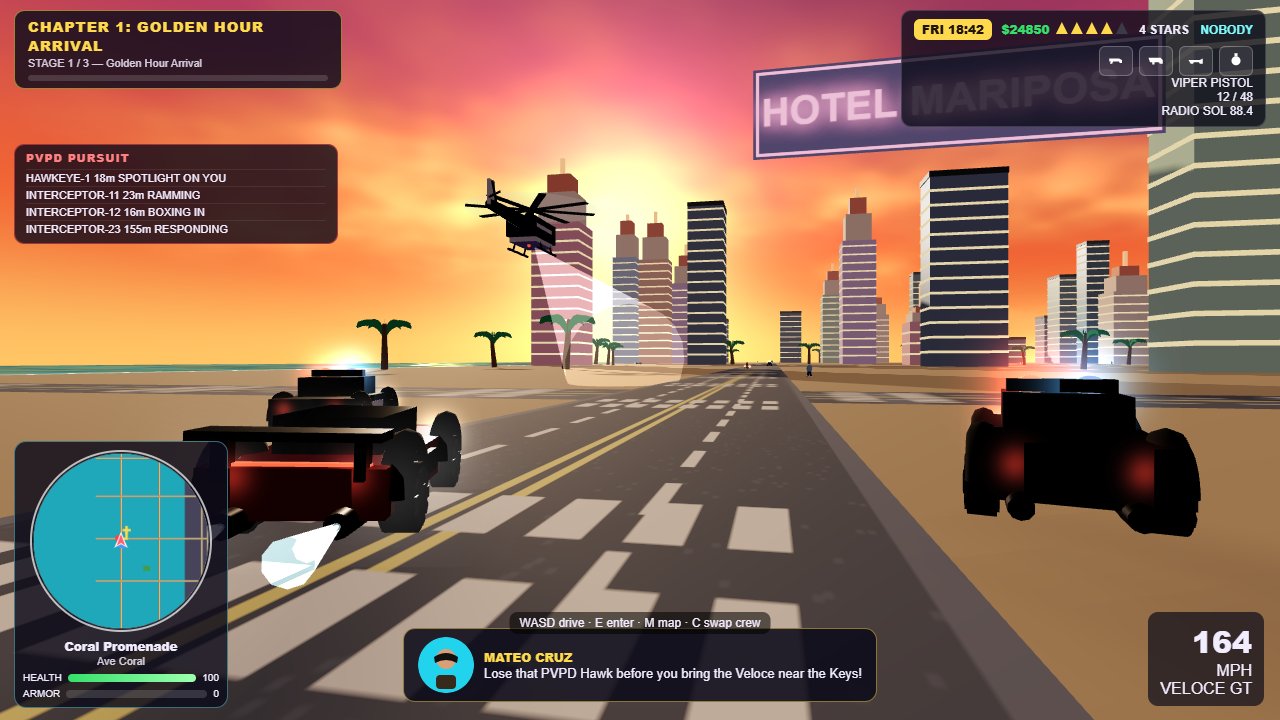 CHAPTER 1: GOLDEN HOUR
ARRIVAL
STAGE 1 / 3 — Golden Hour Arrival
FRI 18:42 $24850 4 STARS NOBODY
VIPER PISTOL
12 / 48
RADIO SOL 88.4
HOTEL MARIPOSA
PVPD PURSUIT
HAWKEYE-1 18m SPOTLIGHT ON YOU
INTERCEPTOR-11 23m RAMMING
INTERCEPTOR-12 16m BOXING IN
INTERCEPTOR-23 155m RESPONDING
Coral Promenade
Ave Coral
HEALTH 100
ARMOR 0
WASD drive · E enter · M map · C swap crew
MATEO CRUZ
Lose that PVPD Hawk before you bring the Veloce near the Keys!
164
MPH
VELOCE GT